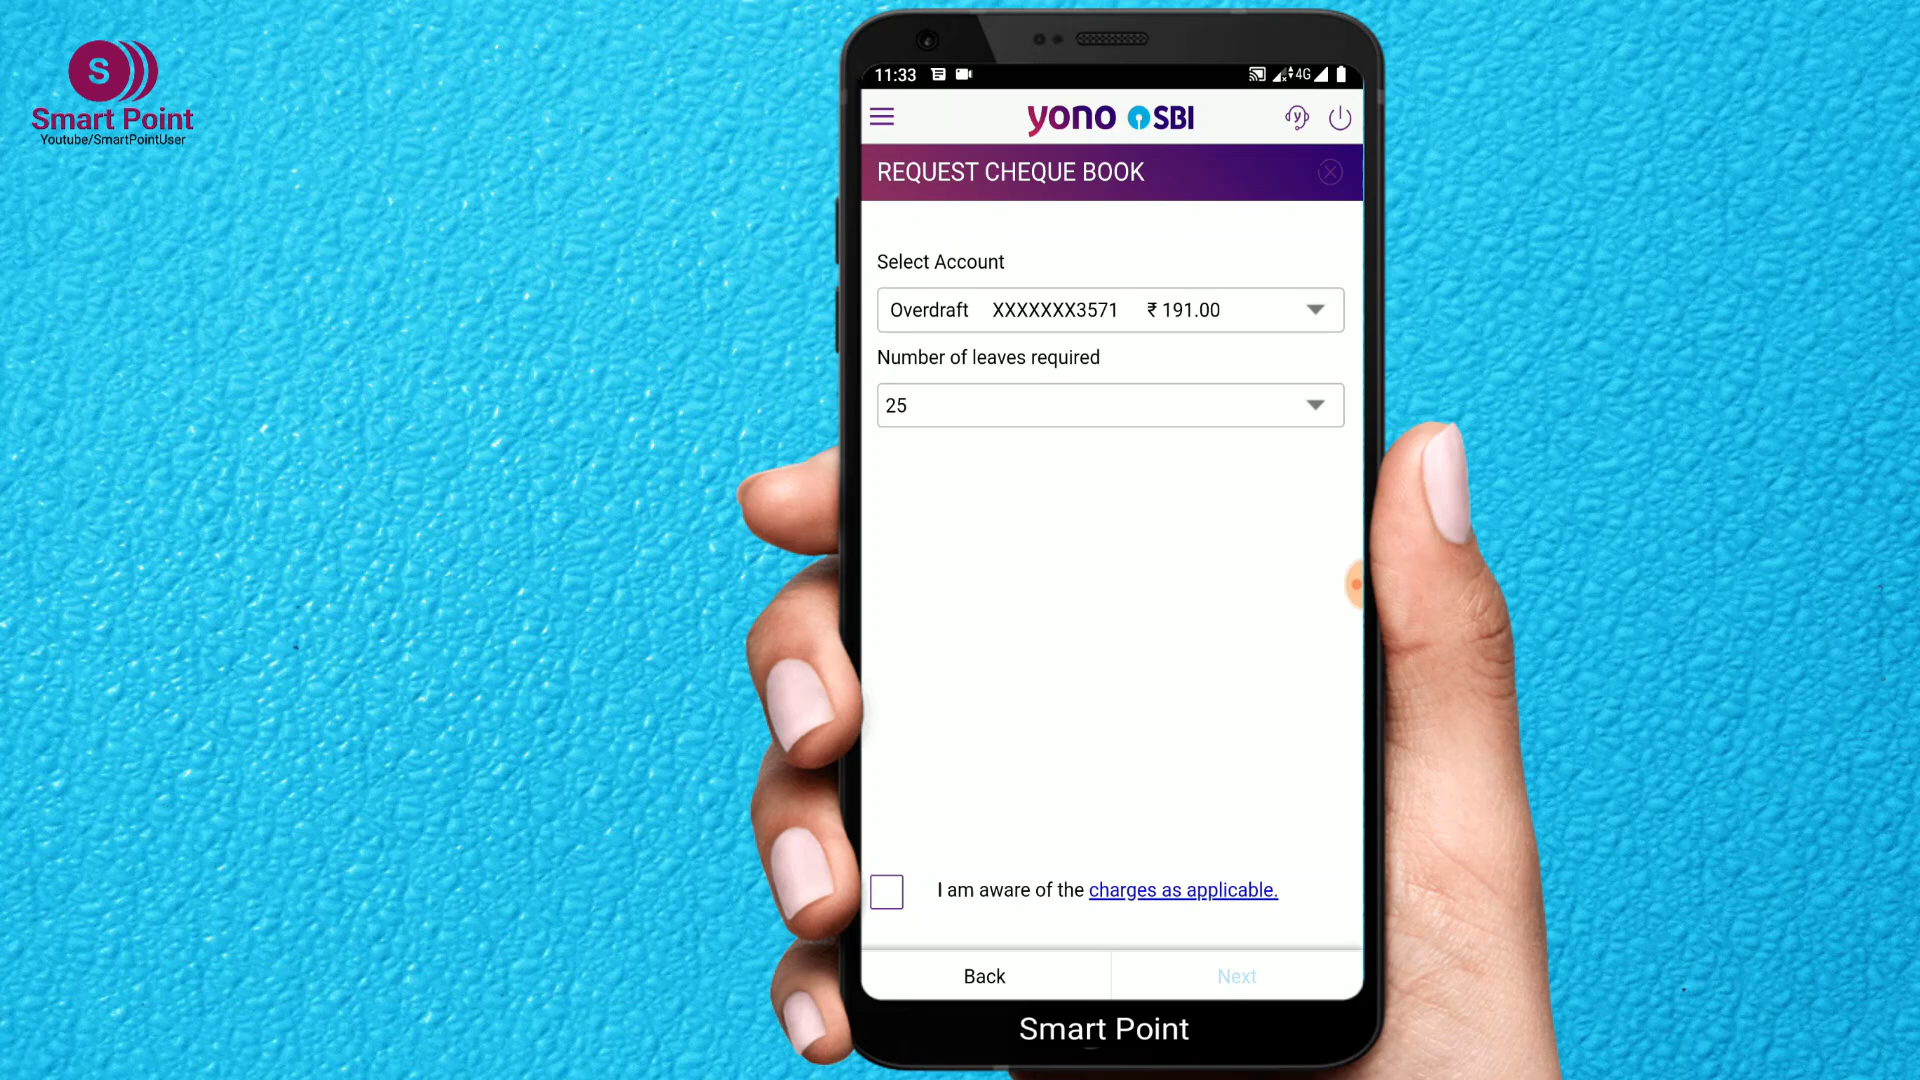 S
Smart Point
Youtube/SmartPointUser
11:33 4G
yono SBI
REQUEST CHEQUE BOOK
Select Account
Overdraft XXXXXXX3571 ₹ 191.00
Number of leaves required
25
I am aware of the charges as applicable.
Back Next
Smart Point